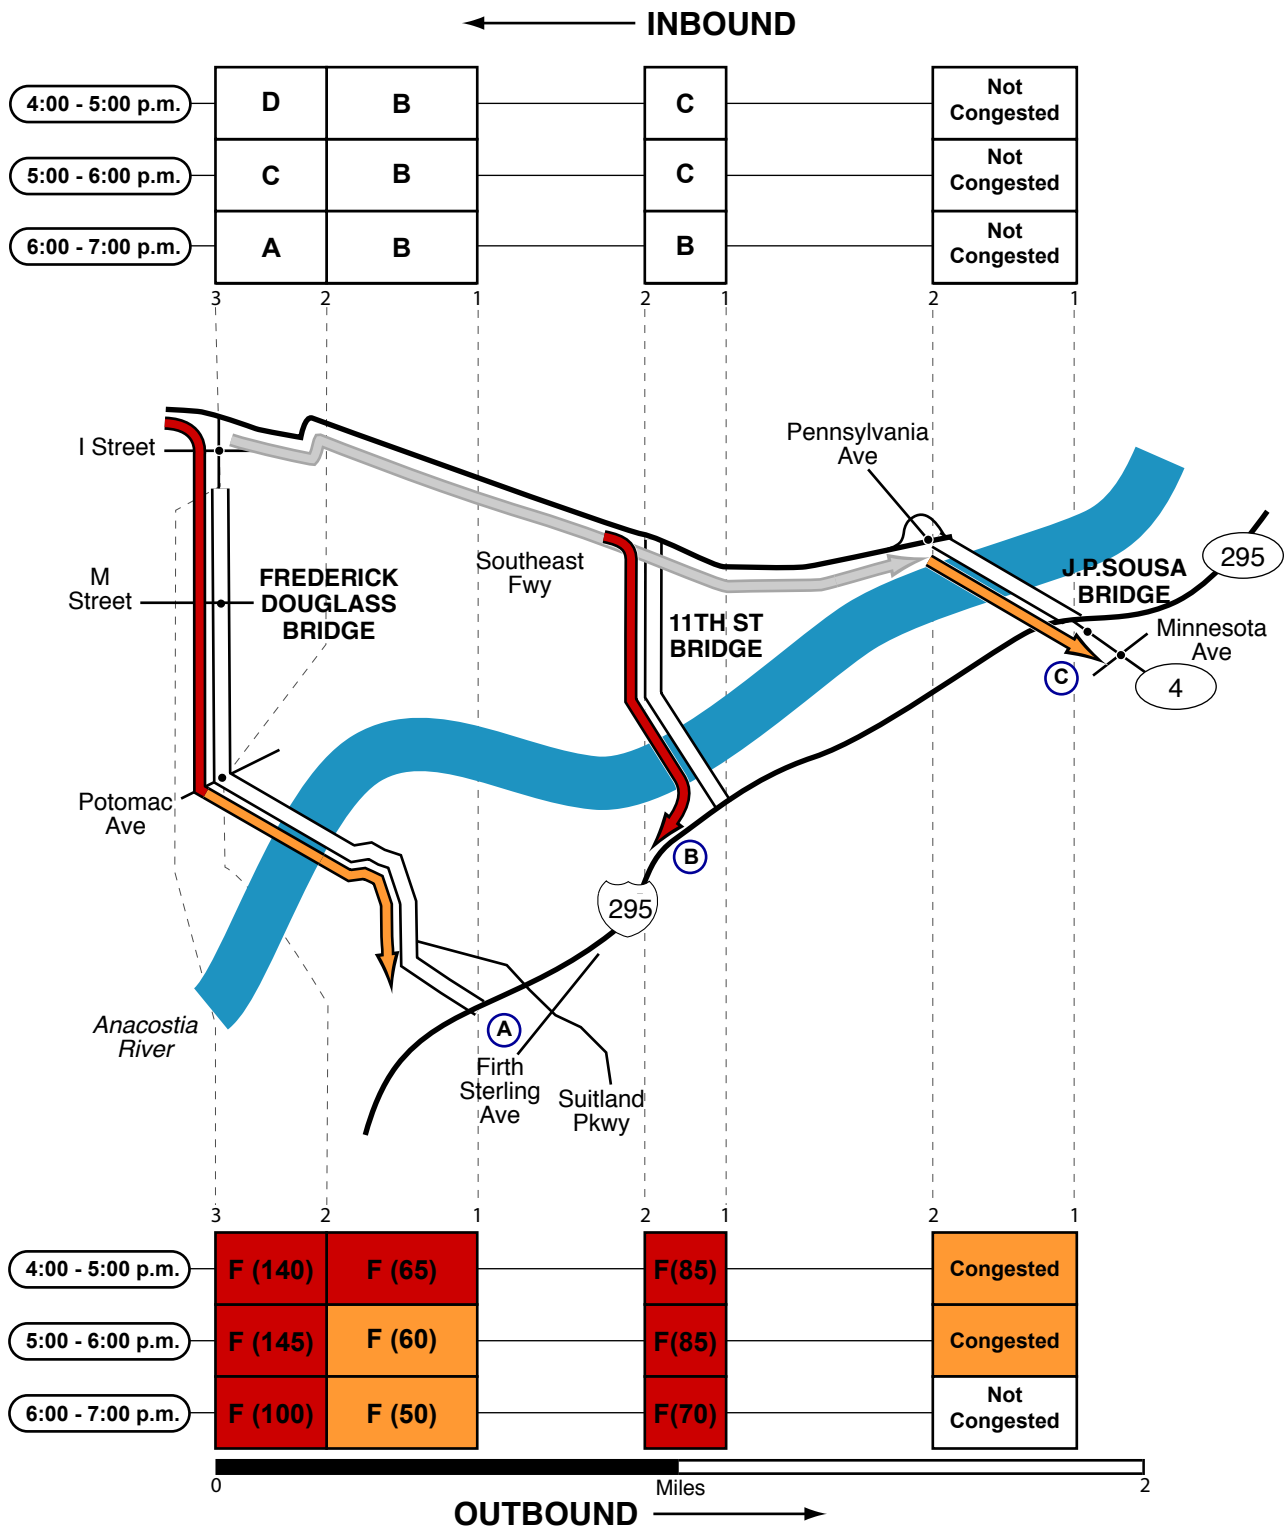 INBOUND
4:00 - 5:00 p.m. D B C Not Congested
5:00 - 6:00 p.m. C B C Not Congested
6:00 - 7:00 p.m. A B B Not Congested
3 2 1 2 1 2 1
I Street
Pennsylvania
Ave
Southeast
Fwy
M
Street
FREDERICK
DOUGLASS
BRIDGE
11TH ST
BRIDGE
J.P.SOUSA
BRIDGE
295
Minnesota
Ave
C
4
Potomac
Ave
B
295
Anacostia
River
A
Firth
Sterling
Ave
Suitland
Pkwy
3 2 1 2 1 2 1
4:00 - 5:00 p.m. F (140) F (65) F(85) Congested
5:00 - 6:00 p.m. F (145) F (60) F(85) Congested
6:00 - 7:00 p.m. F (100) F (50) F(70) Not Congested
0 Miles 2
OUTBOUND